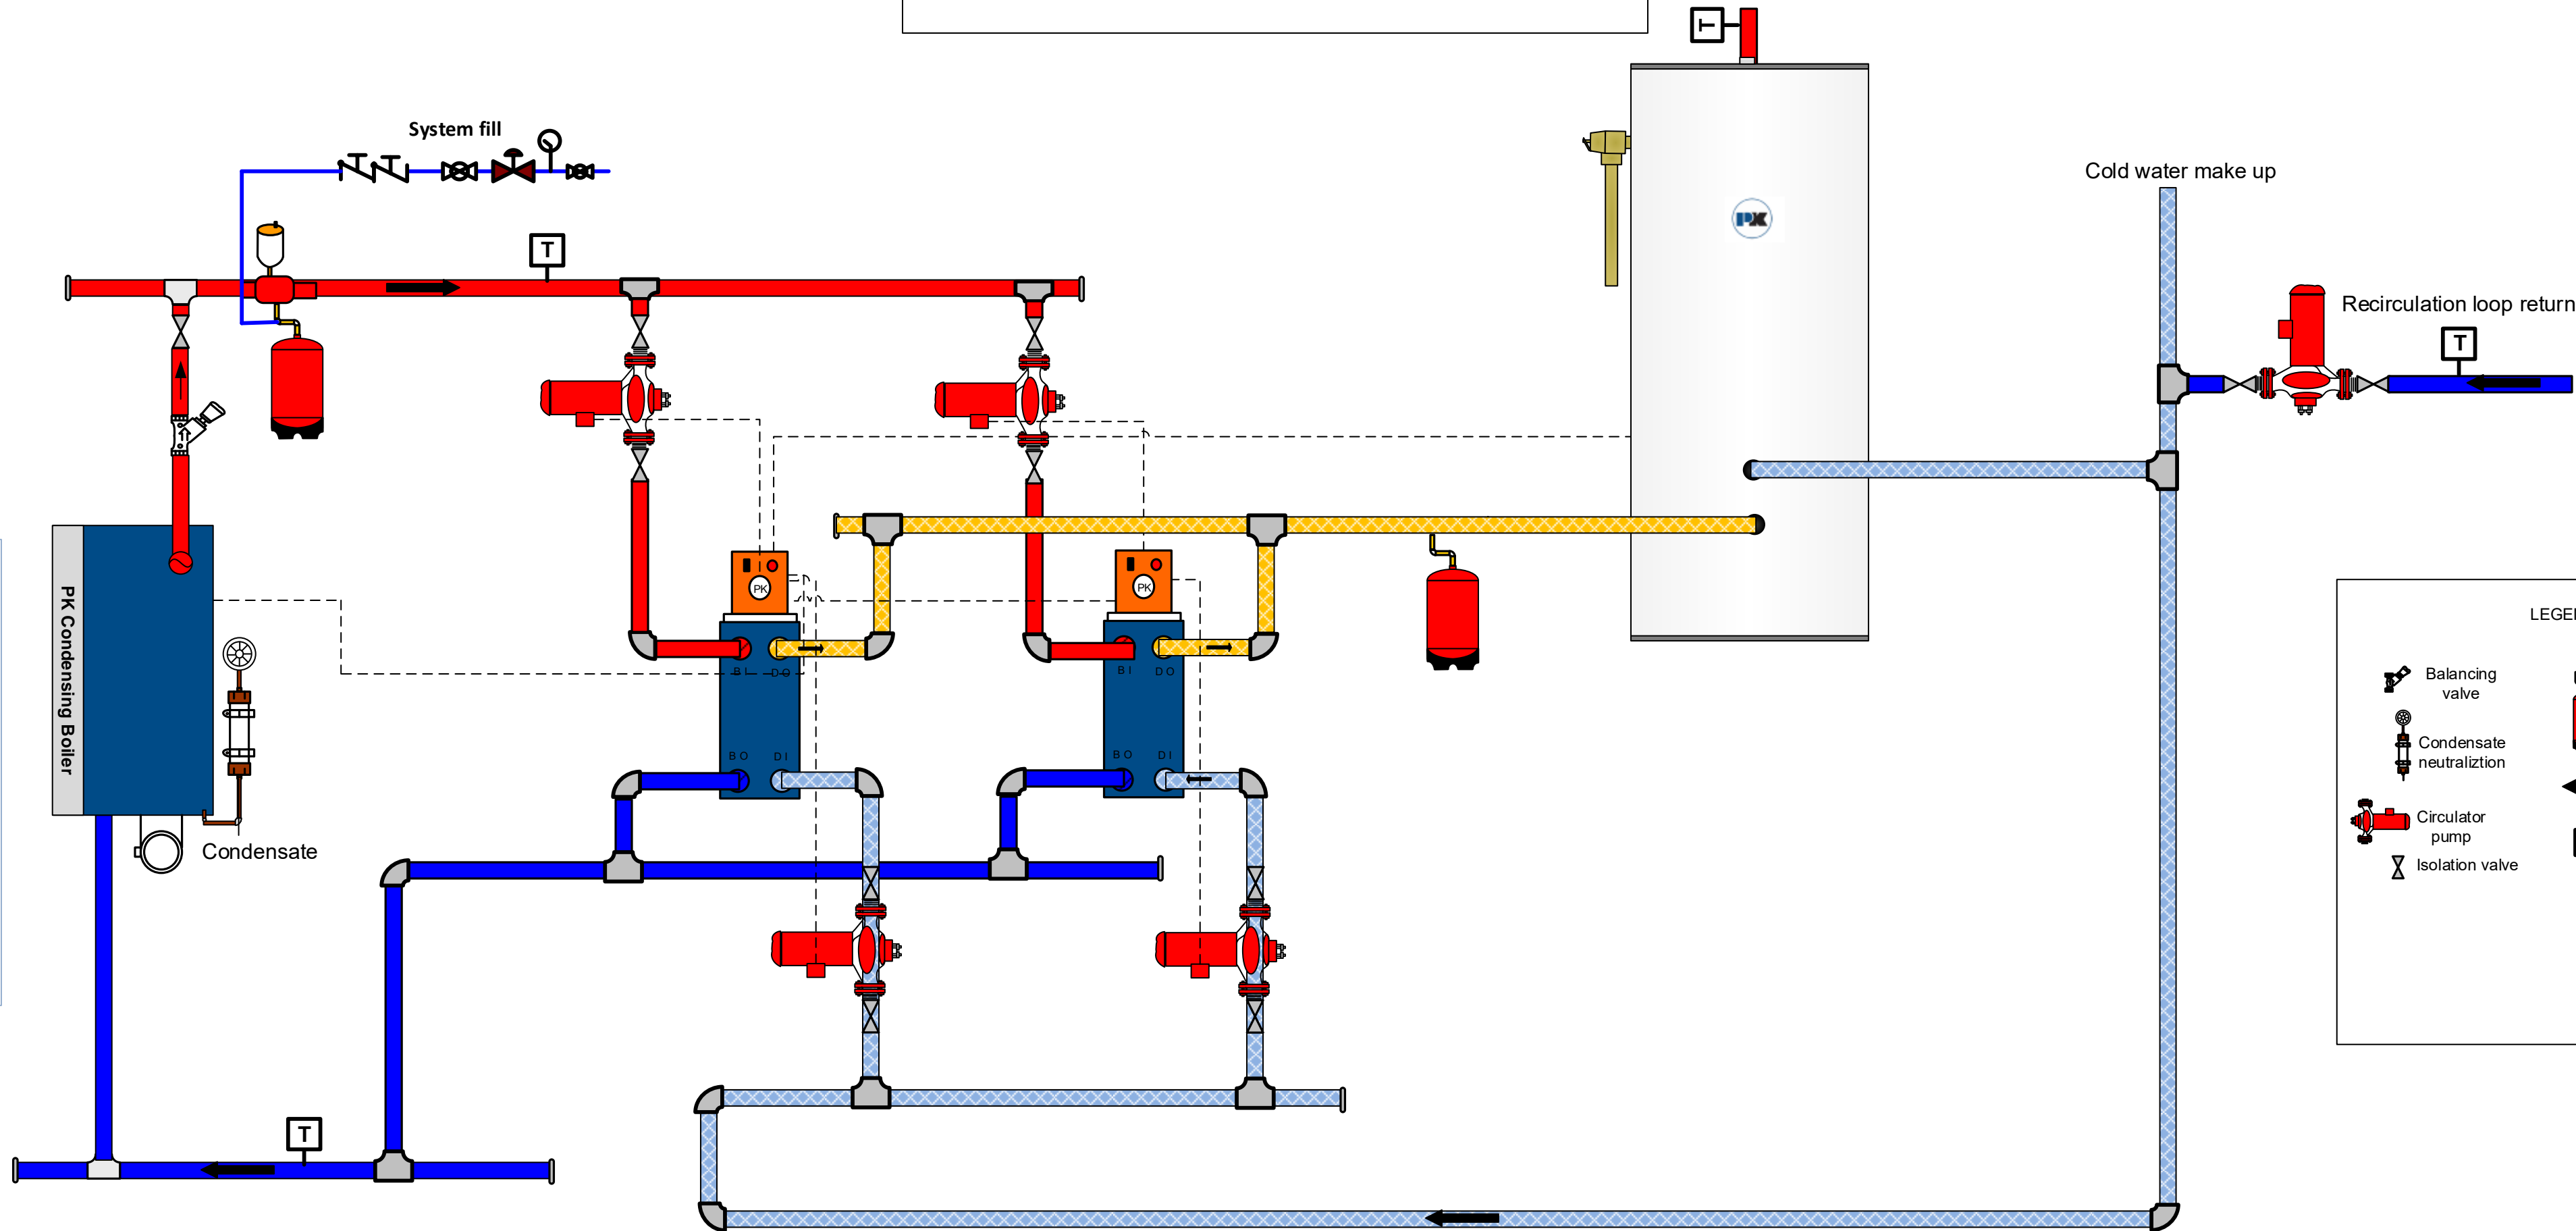 T
System fill
PK
Cold water make up
T
Recirculation loop return
T
PK Condensing Boiler
PK
PK
LEGE
B I
D O
B I
D O
Balancing
valve
Condensate
neutraliztion
B O
D I
B O
D I
Circulator
pump
Condensate
Isolation valve
T